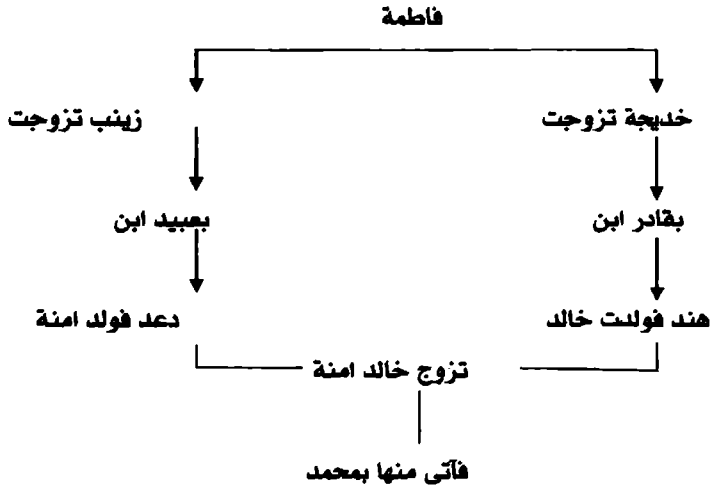 فاطمة
خديجة تزوجت
زينب تزوجت
بقادر ابن
بعبيد ابن
هند فولدت خالد
دعد فولد امنة
تزوج خالد امنة
فآتى منها بمحمد